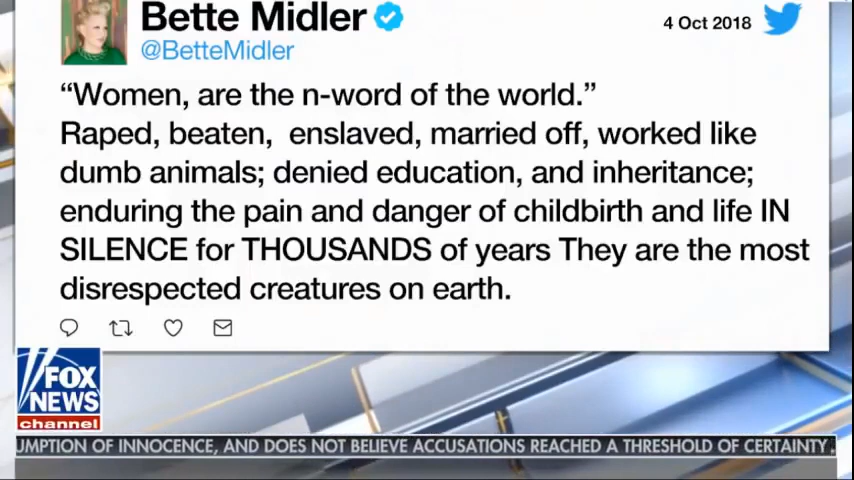 Bette Midler
@BetteMidler
4 Oct 2018
“Women, are the n-word of the world.”
Raped, beaten, enslaved, married off, worked like
dumb animals; denied education, and inheritance;
enduring the pain and danger of childbirth and life IN
SILENCE for THOUSANDS of years They are the most
disrespected creatures on earth.
FOX
NEWS
channel
UMPTION OF INNOCENCE, AND DOES NOT BELIEVE ACCUSATIONS REACHED A THRESHOLD OF CERTAINTY.